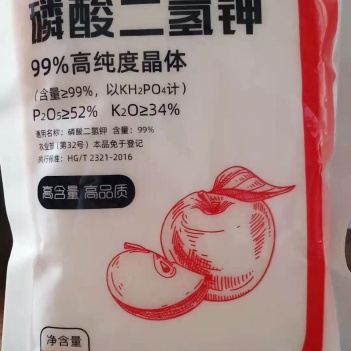 磷酸二氢钾
99%高纯度晶体
(含量≥99%，以KH2PO4计)
P2O5≥52% K2O≥34%
通用名称：磷酸二氢钾 含量：99%
农业部(第32号) 本品免于登记
执行标准：HG/T 2321-2016
高含量 高品质
净含量